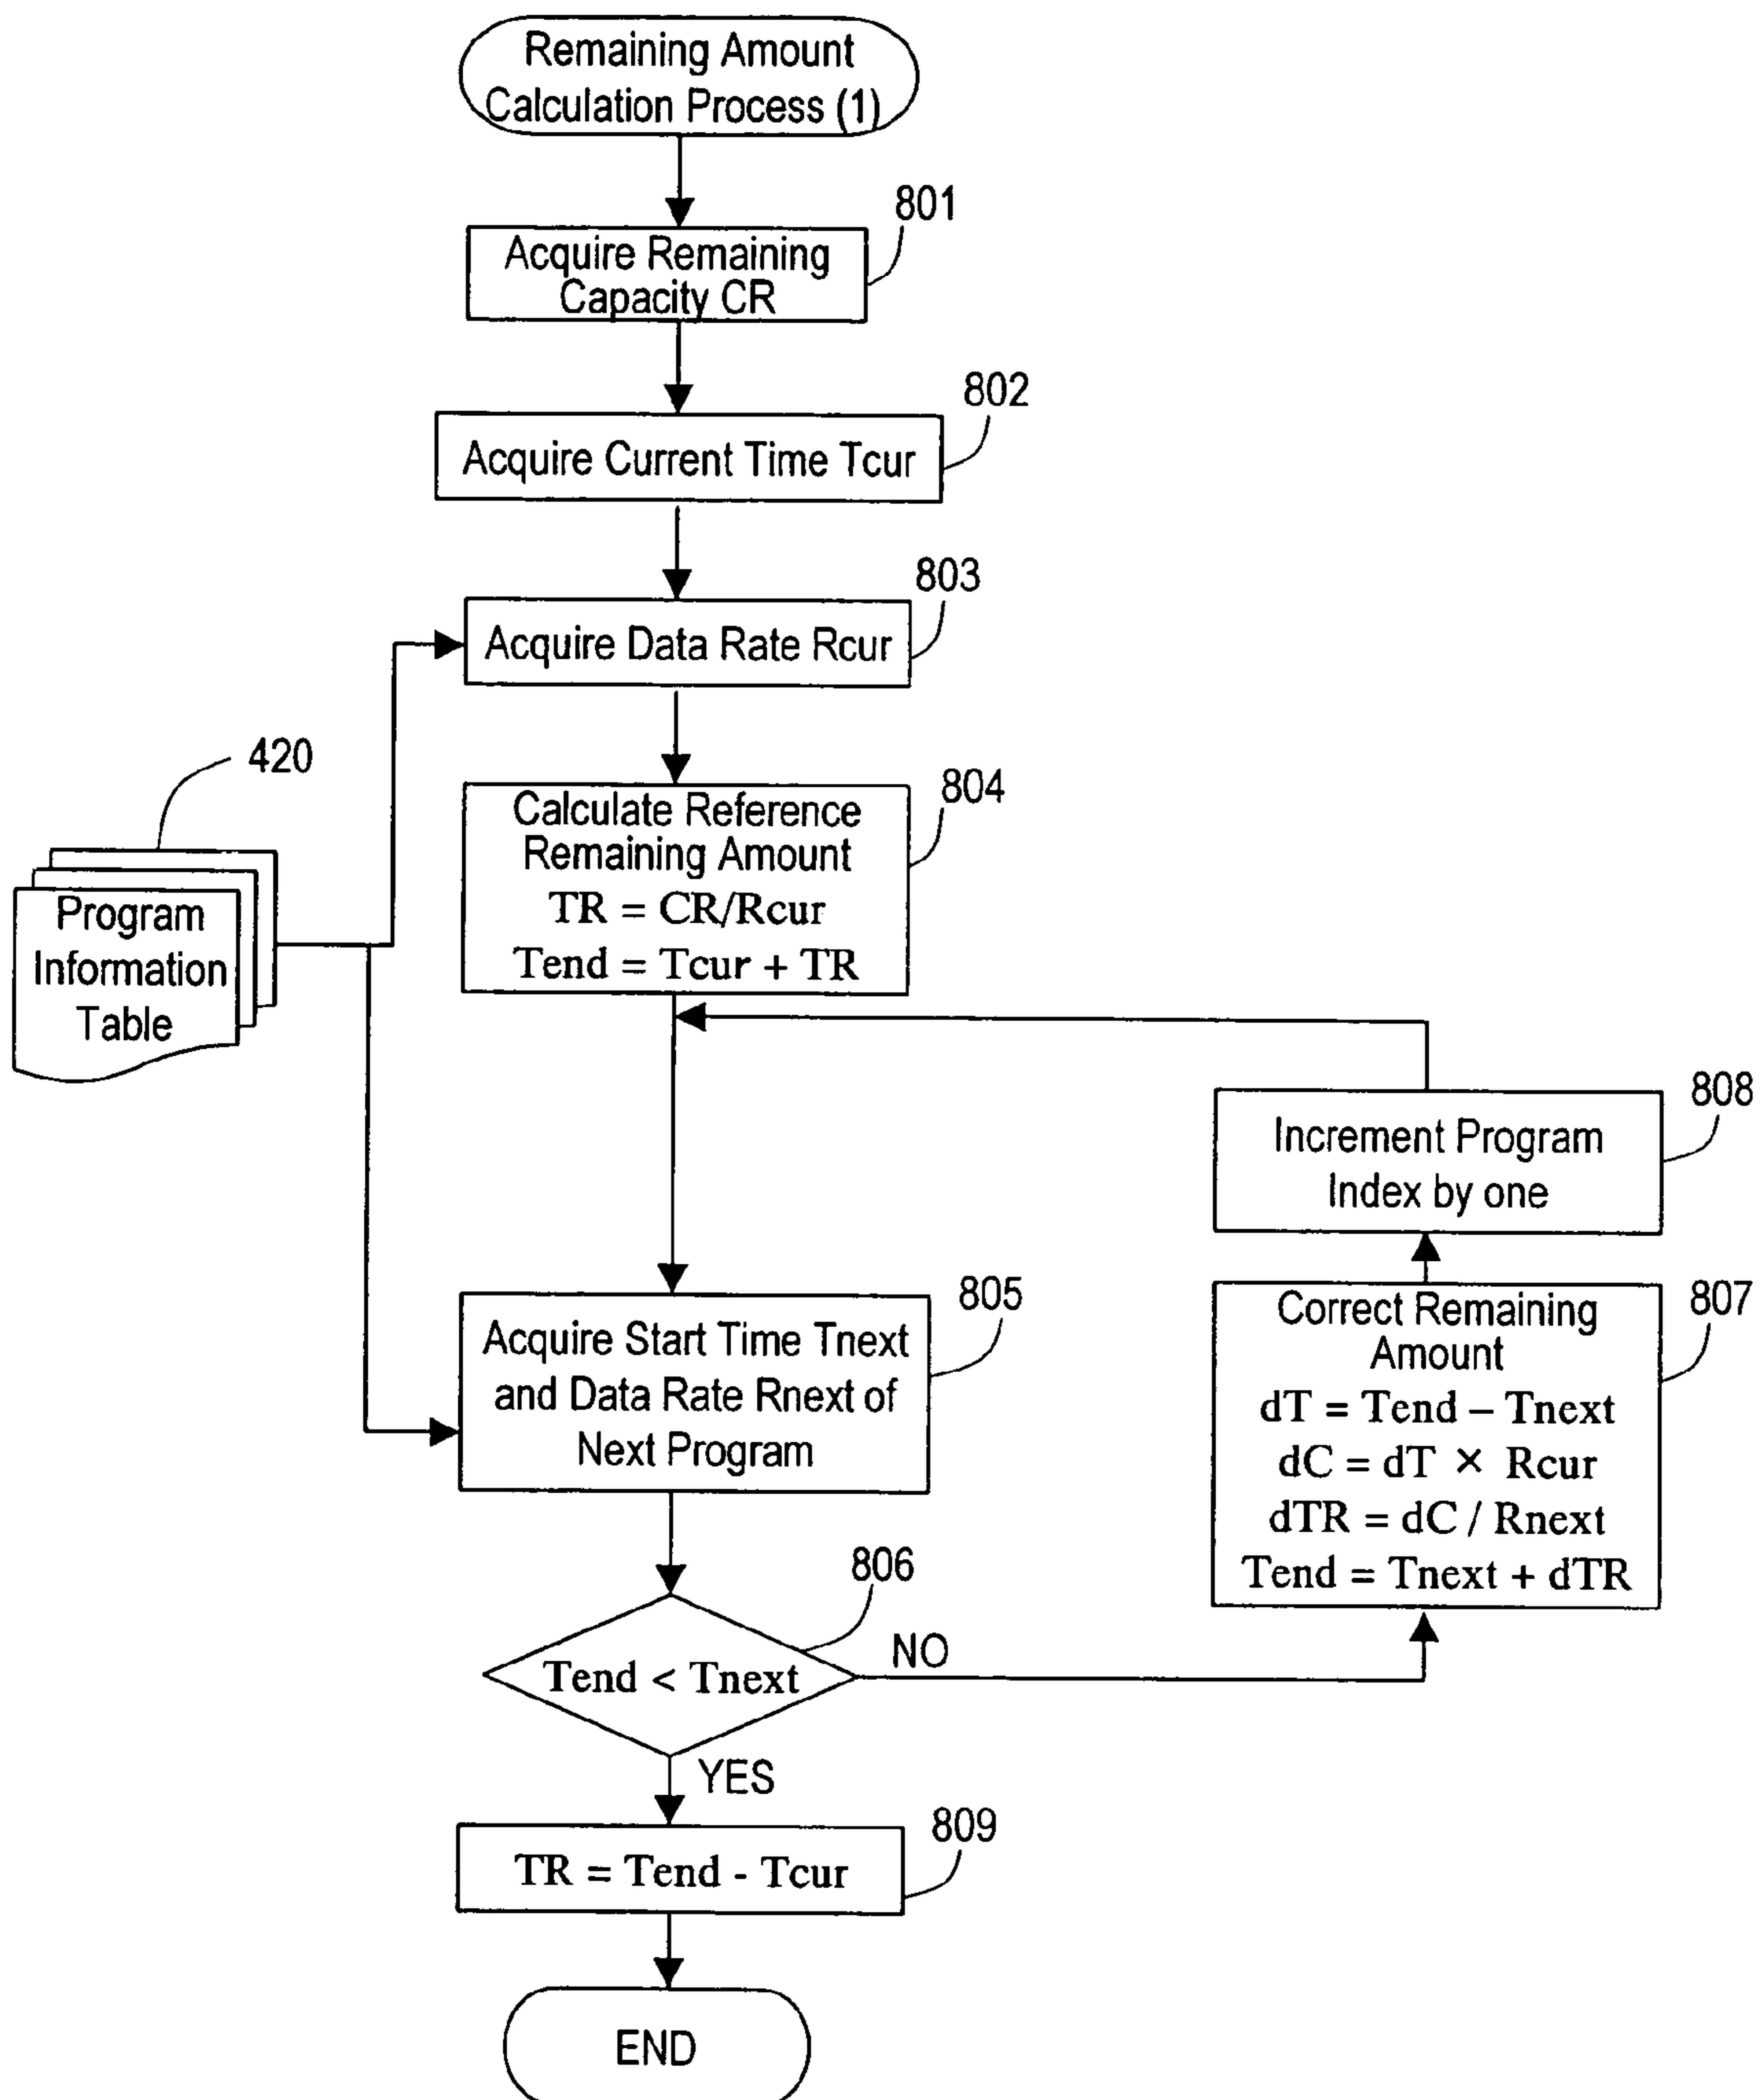 Remaining Amount
Calculation Process (1)
801
Acquire Remaining
Capacity CR
802
Acquire Current Time Tcur
803
Acquire Data Rate Rcur
420
Program
Information
Table
804
Calculate Reference
Remaining Amount
TR = CR/Rcur
Tend = Tcur + TR
808
Increment Program
Index by one
805
Acquire Start Time Tnext
and Data Rate Rnext of
Next Program
807
Correct Remaining
Amount
dT = Tend – Tnext
dC = dT × Rcur
dTR = dC / Rnext
Tend = Tnext + dTR
806
Tend < Tnext
NO
YES
809
TR = Tend - Tcur
END